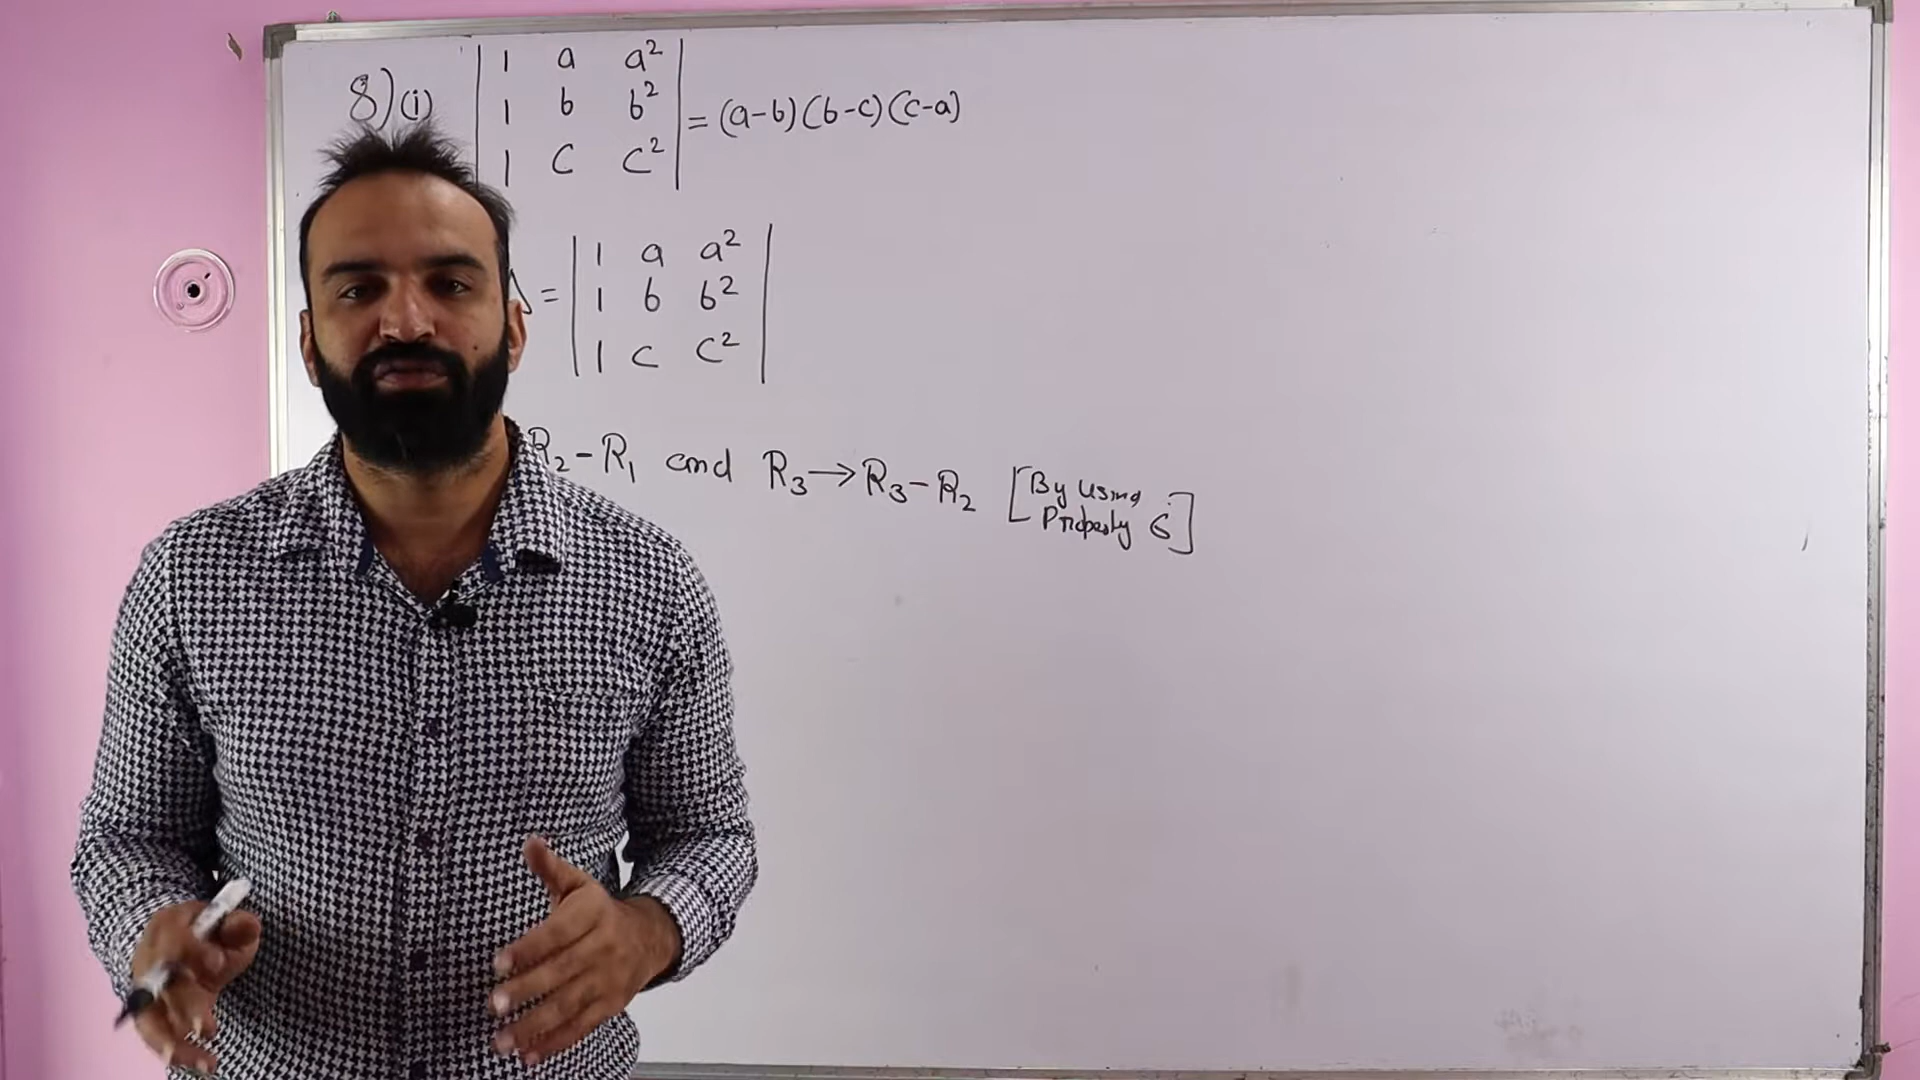 8)(i) | 1 a a² |
| 1 b b² | = (a-b)(b-c)(c-a)
| 1 c c² |
Δ = | 1 a a² |
| 1 b b² |
| 1 c c² |
R₂-R₁ and R₃→R₃-R₂ [By using
Property 6]